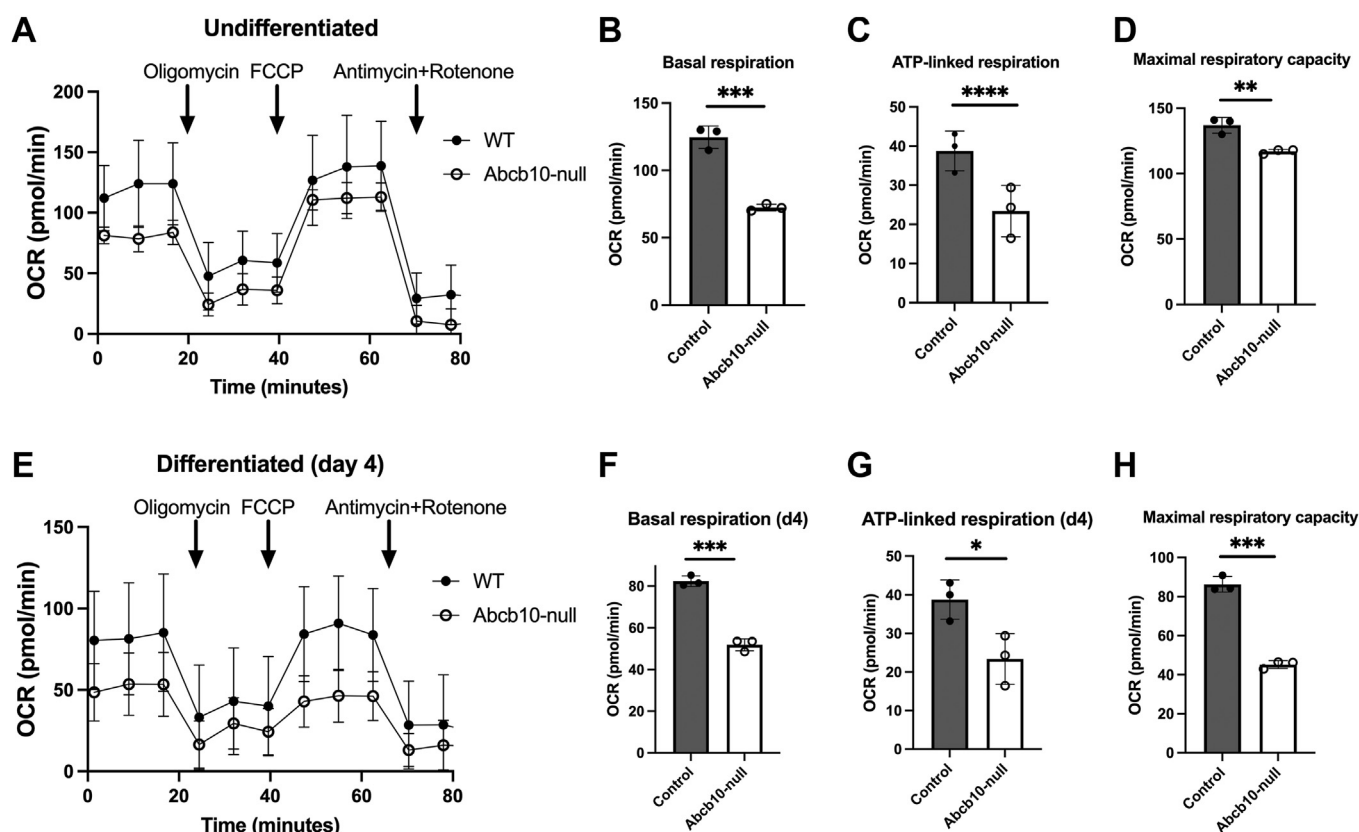 A
Undifferentiated
Oligomycin FCCP Antimycin+Rotenone
OCR (pmol/min)
200
150
100
50
0
0 20 40 60 80
Time (minutes)
WT
Abcb10-null
B
Basal respiration
***
OCR (pmol/min)
150
100
50
0
Control
Abcb10-null
C
ATP-linked respiration
****
OCR (pmol/min)
50
40
30
20
10
0
Control
Abcb10-null
D
Maximal respiratory capacity
**
OCR (pmol/min)
150
100
50
0
Control
Abcb10-null
E
Differentiated (day 4)
Oligomycin FCCP Antimycin+Rotenone
OCR (pmol/min)
150
100
50
0
0 20 40 60 80
Time (minutes)
WT
Abcb10-null
F
Basal respiration (d4)
***
OCR (pmol/min)
80
60
40
20
0
Control
Abcb10-null
G
ATP-linked respiration (d4)
*
OCR (pmol/min)
50
40
30
20
10
0
Control
Abcb10-null
H
Maximal respiratory capacity
***
OCR (pmol/min)
100
80
60
40
20
0
Control
Abcb10-null